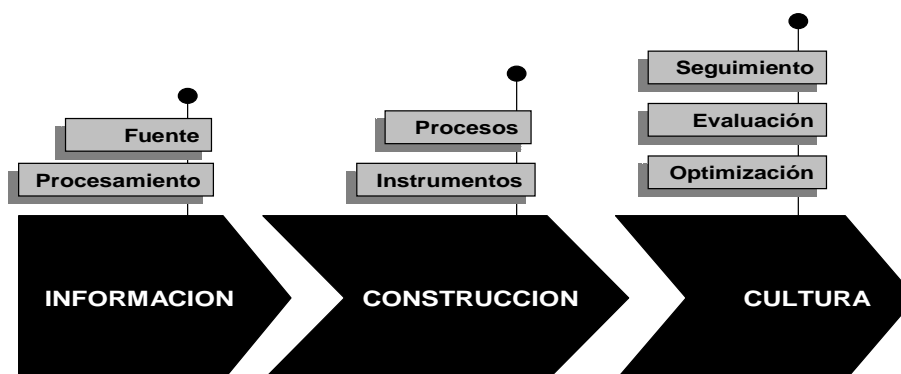 Fuente
Procesamiento
INFORMACION
Procesos
Instrumentos
CONSTRUCCION
Seguimiento
Evaluación
Optimización
CULTURA